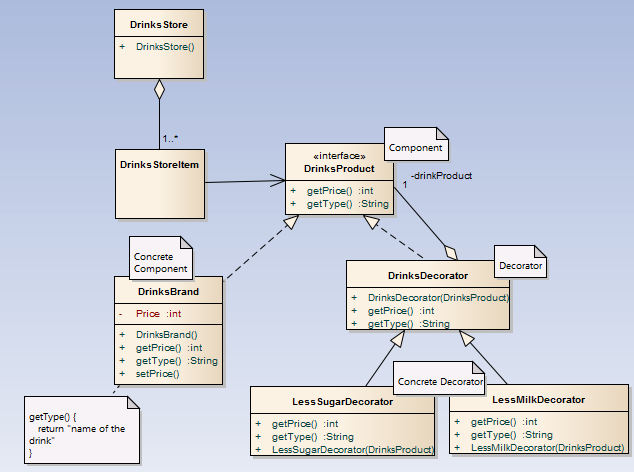 DrinksStore
+ DrinksStore()
1..*
DrinksStoreItem
Component
«interface»
DrinksProduct
+ getPrice() :int
+ getType() :String
-drinkProduct
1
Concrete
Component
DrinksBrand
- Price :int
+ DrinksBrand()
+ getPrice() :int
+ getType() :String
+ setPrice()
Decorator
DrinksDecorator
+ DrinksDecorator(DrinksProduct)
+ getPrice() :int
+ getType() :String
Concrete Decorator
getType() {
return "name of the
drink"
}
LessSugarDecorator
+ getPrice() :int
+ getType() :String
+ LessSugarDecorator(DrinksProduct)
LessMilkDecorator
+ getPrice() :int
+ getType() :String
+ LessMilkDecorator(DrinksProduct)